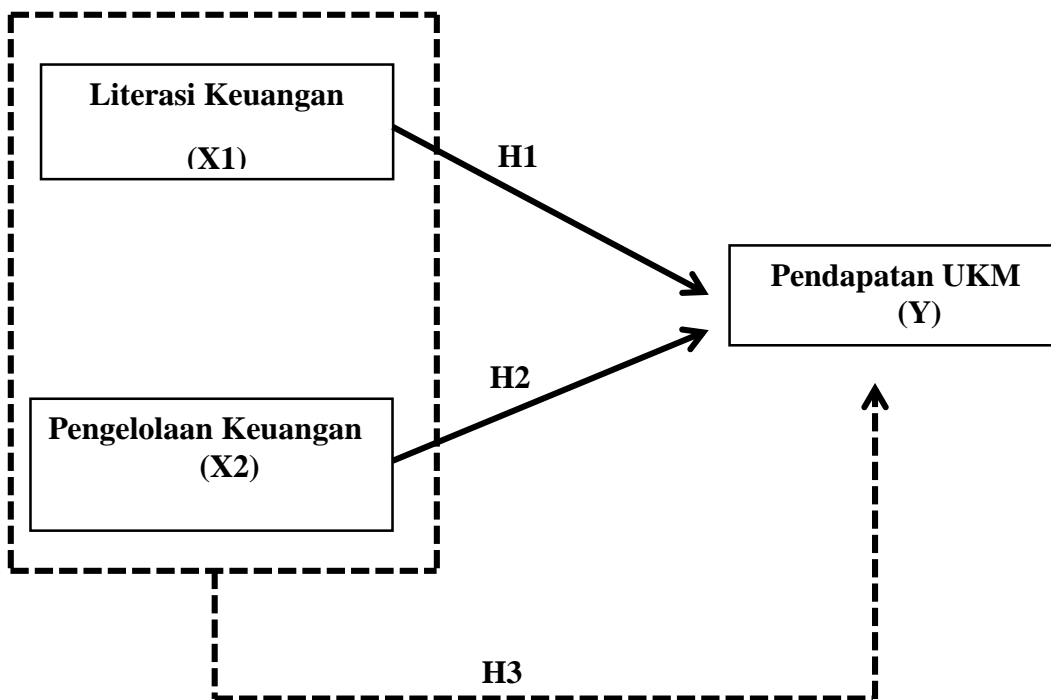 Literasi Keuangan
(X1)
H1
Pendapatan UKM
(Y)
H2
Pengelolaan Keuangan
(X2)
H3